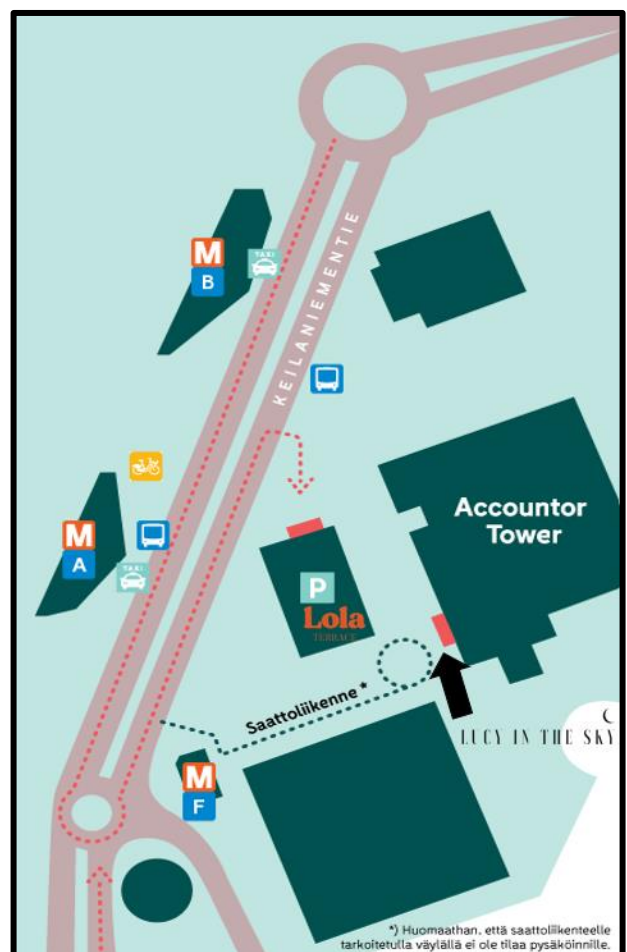 M
B
TAXI
KEILANIEMENTIE
M
A
TAXI
Accountor
Tower
P
Lola
TERRACE
Saattoliikenne *
LUCY IN THE SKY
M
F
*) Huomaathan, että saattoliikenteelle
tarkoitetulla väylällä ei ole tilaa pysäköinnille.